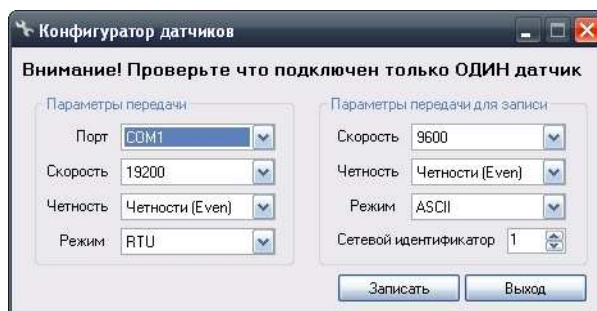 Конфигуратор датчиков
Внимание! Проверьте что подключен только ОДИН датчик
Параметры передачи
Порт COM1
Скорость 19200
Четность Четности (Even)
Режим RTU
Параметры передачи для записи
Скорость 9600
Четность Четности (Even)
Режим ASCII
Сетевой идентификатор 1
Записать Выход